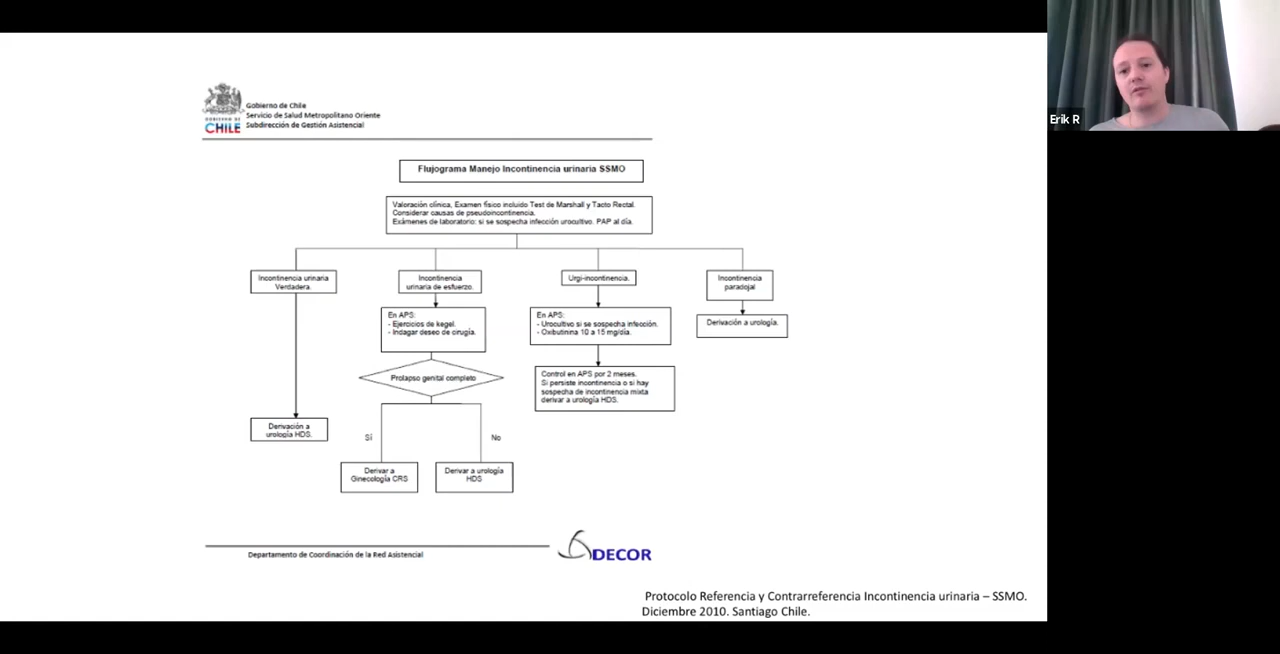 Gobierno de Chile
Servicio de Salud Metropolitano Oriente
Subdirección de Gestión Asistencial
GOBIERNO DE
CHILE
Flujograma Manejo Incontinencia urinaria SSMO
Valoración clínica, Examen físico incluido Test de Marshall y Tacto Rectal.
Considerar causas de pseudoincontinencia.
Exámenes de laboratorio: si se sospecha infección urocultivo. PAP al día.
Incontinencia urinaria
Verdadera.
Incontinencia
urinaria de esfuerzo.
Urgi-incontinencia.
Incontinencia
paradojal
En APS:
- Ejercicios de kegel.
- Indagar deseo de cirugía.
En APS:
- Urocultivo si se sospecha infección.
- Oxibutinina 10 a 15 mg/día.
Derivación a urología.
Prolapso genital completo
Control en APS por 2 meses.
Si persiste incontinencia o si hay
sospecha de incontinencia mixta
derivar a urología HDS.
Derivación a
urología HDS.
Sí
No
Derivar a
Ginecología CRS
Derivar a urología
HDS
Departamento de Coordinación de la Red Asistencial
DECOR
Protocolo Referencia y Contrarreferencia Incontinencia urinaria – SSMO.
Diciembre 2010. Santiago Chile.
Erik R